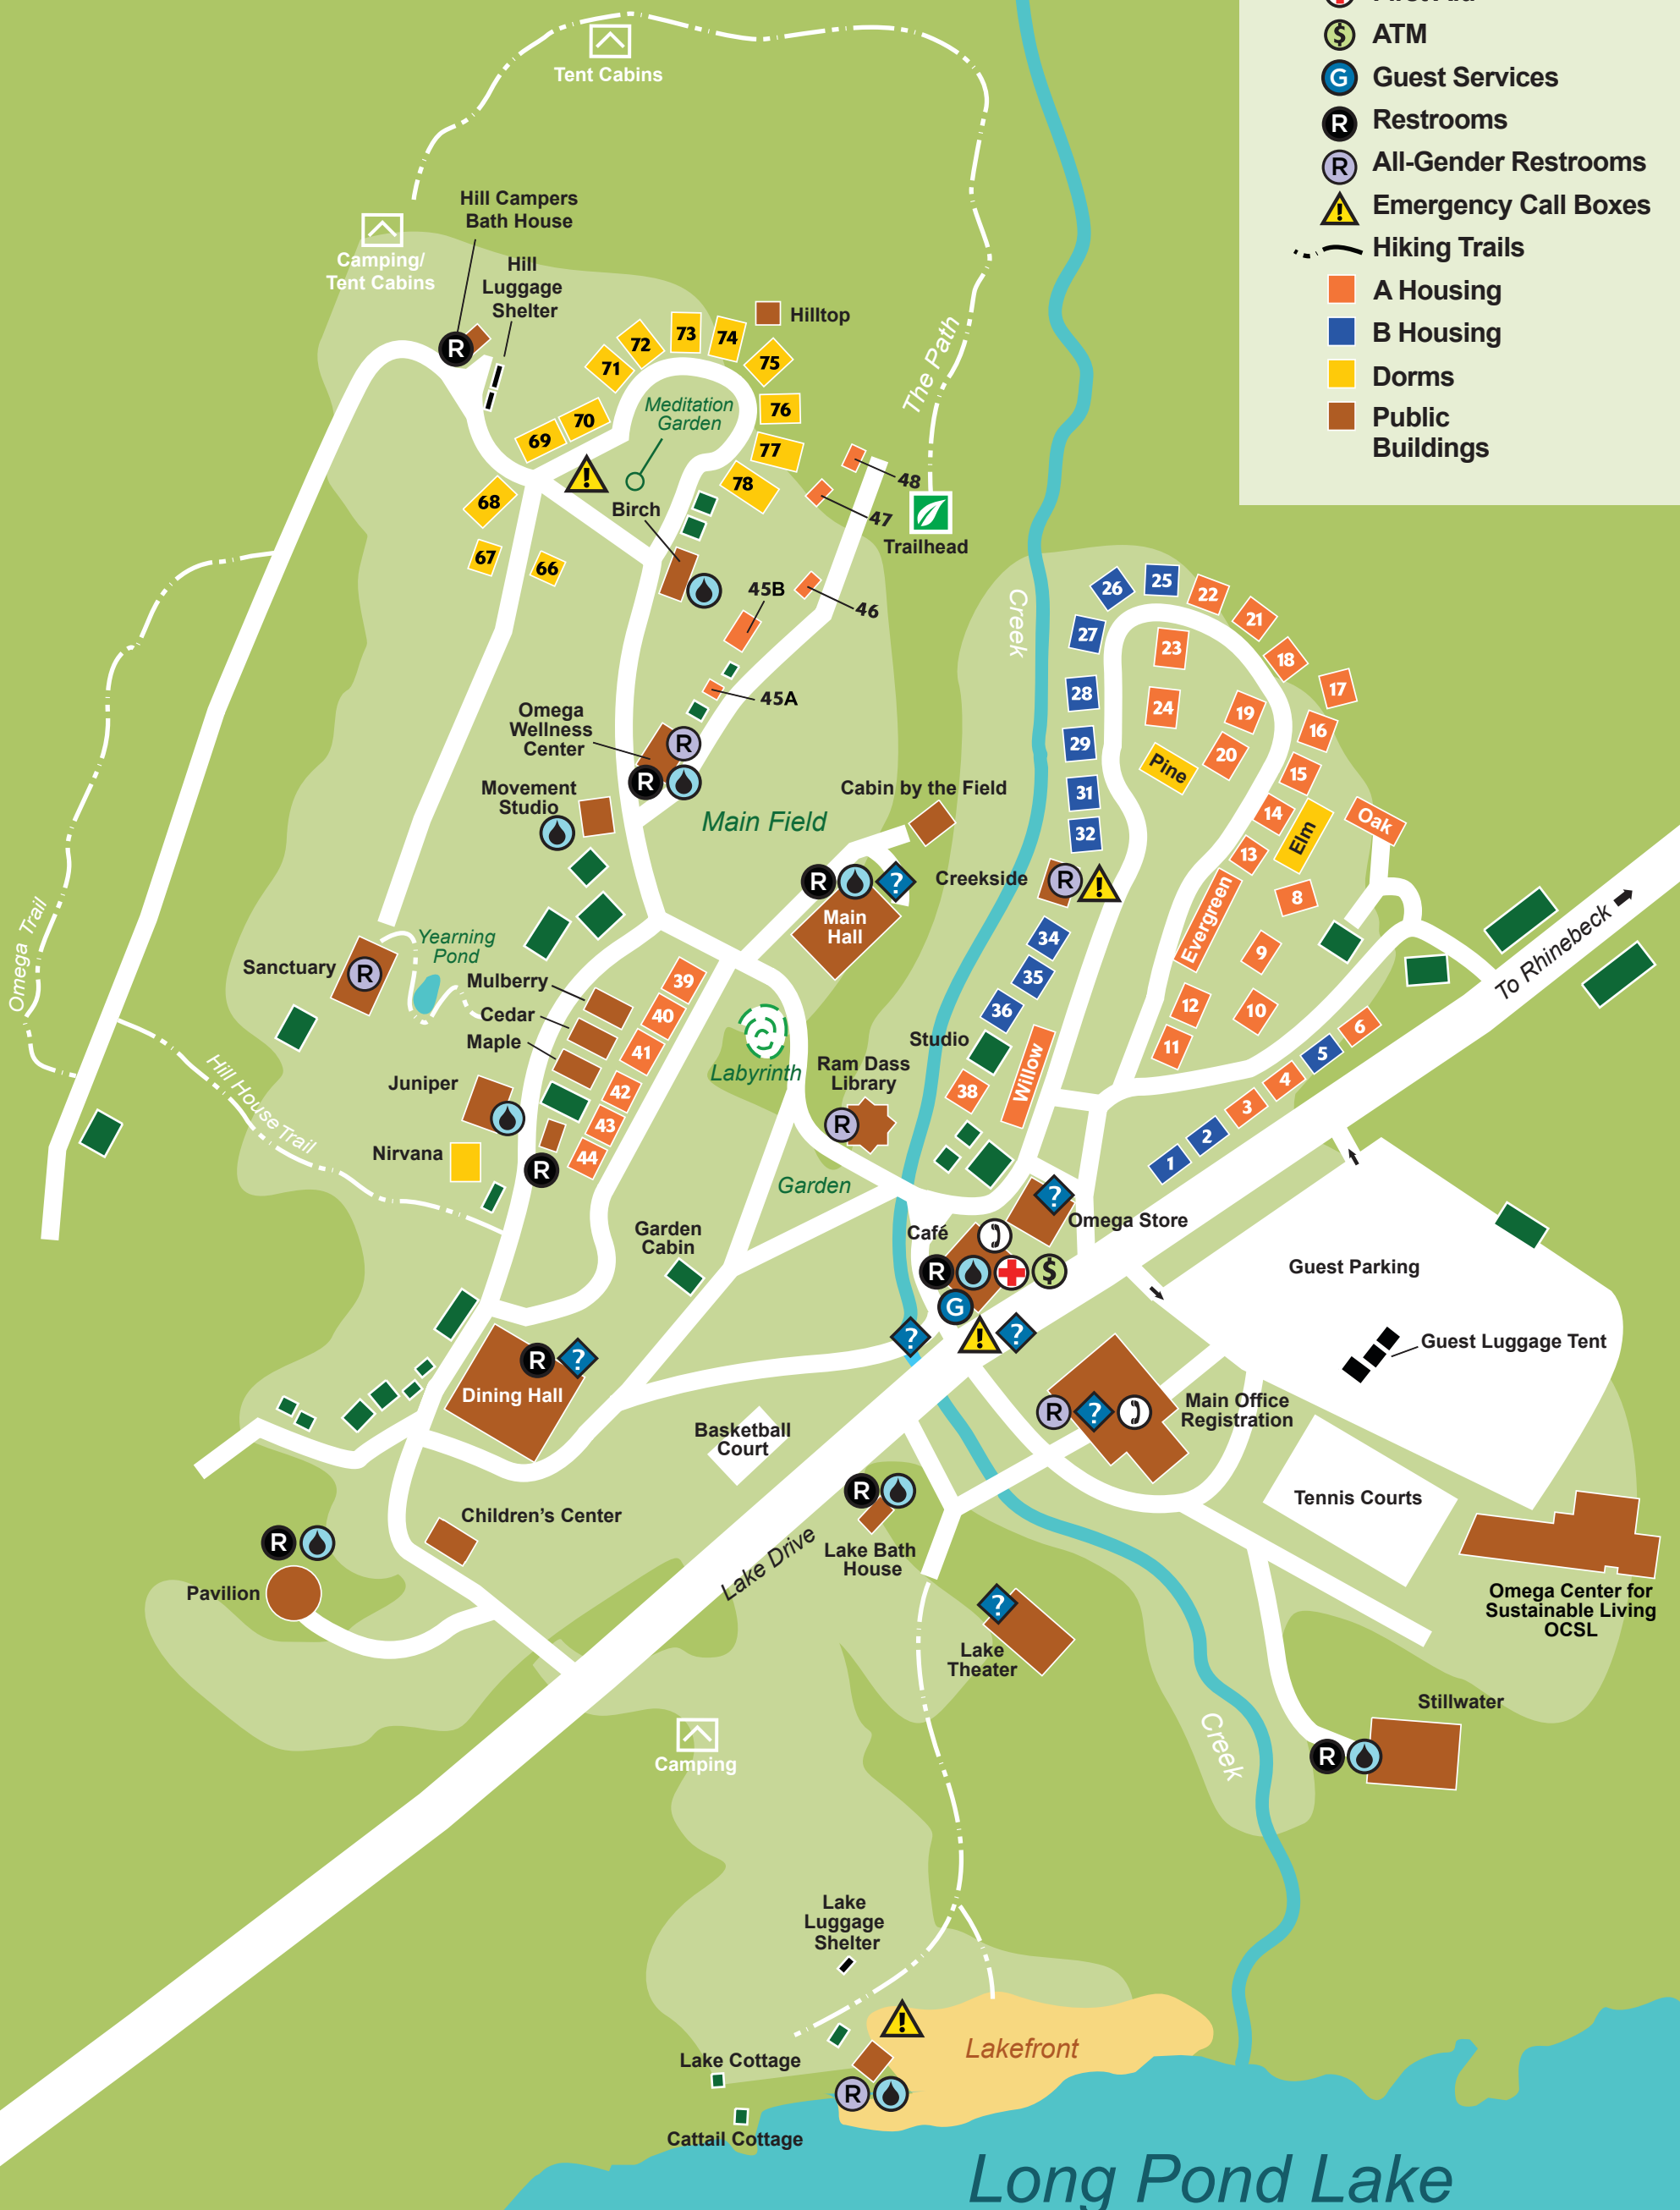 First Aid
$ ATM
G Guest Services
R Restrooms
R All-Gender Restrooms
! Emergency Call Boxes
Hiking Trails
A Housing
B Housing
Dorms
Public
Buildings
Tent Cabins
Camping/
Tent Cabins
Hill Campers
Bath House
Hill
Luggage
Shelter
R
Hilltop
The Path
Meditation
Garden
69
70
71
72
73
74
75
76
77
78
!
68
67
66
Birch
48
47
46
45B
45A
Trailhead
Omega
Wellness
Center
R
R
Movement
Studio
Main Field
Cabin by the Field
Creek
26
25
22
21
27
23
18
17
28
24
19
16
29
20
15
Pine
31
14
Oak
32
Elm
13
Creekside
R
!
8
Evergreen
34
9
35
12
10
36
11
Studio
Willow
38
R
?
Main
Hall
To Rhinebeck
6
5
4
3
2
1
Omega Trail
Sanctuary
R
Yearning
Pond
Mulberry
Cedar
Maple
39
40
41
42
43
44
Juniper
Nirvana
R
Hill House Trail
Labyrinth
Ram Dass
Library
R
Garden
Garden
Cabin
Café
?
Omega Store
R
$
G
?
!
?
Guest Parking
Guest Luggage Tent
R
?
Dining Hall
Basketball
Court
R
?
Main Office
Registration
Tennis Courts
Children's Center
R
Pavilion
Lake Drive
R
Lake Bath
House
?
Lake
Theater
Omega Center for
Sustainable Living
OCSL
Stillwater
R
Creek
Camping
Lake
Luggage
Shelter
!
Lakefront
Lake Cottage
R
Cattail Cottage
Long Pond Lake